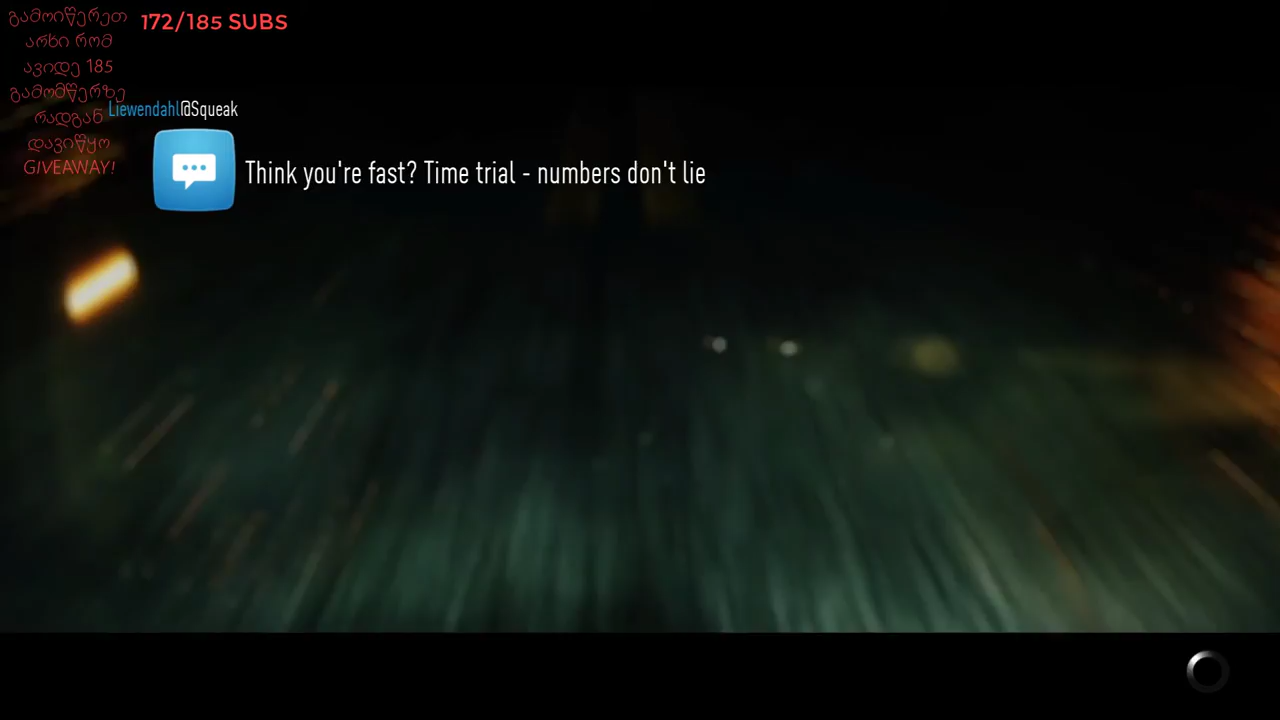 გამოიწერეთ
არხი რომ
ავიდე 185
გამომწერზე
რადგან
დავიწყო
GIVEAWAY!
172/185 SUBS
Liewendahl@Squeak
Think you're fast? Time trial - numbers don't lie